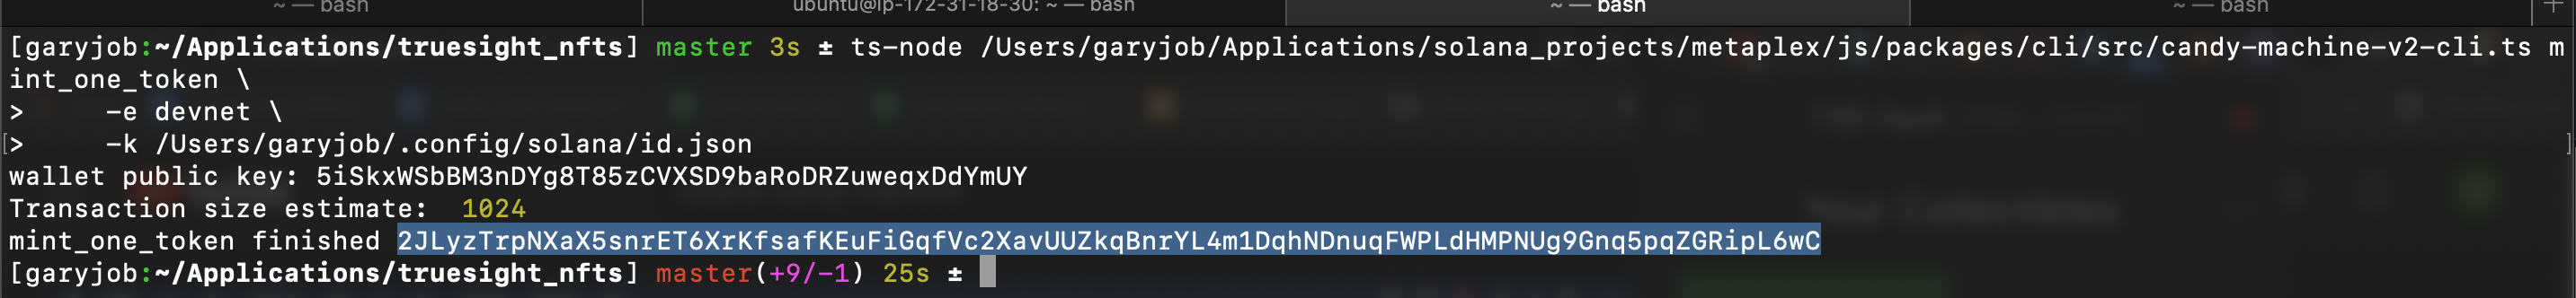 ~ — bash
ubuntu@ip-172-31-18-30: ~ — bash
~ — bash
~ — bash
[garyjob:~/Applications/truesight_nfts] master 3s ± ts-node /Users/garyjob/Applications/solana_projects/metaplex/js/packages/cli/src/candy-machine-v2-cli.ts m
int_one_token \
> -e devnet \
[> -k /Users/garyjob/.config/solana/id.json ]
wallet public key: 5iSkxWSbBM3nDYg8T85zCVXSD9baRoDRZuweqxDdYmUY
Transaction size estimate: 1024
mint_one_token finished 2JLyzTrpNXaX5snrET6XrKfsafKEuFiGqfVc2XavUUZkqBnrYL4m1DqhNDnuqFWPLdHMPNUg9Gnq5pqZGRipL6wC
[garyjob:~/Applications/truesight_nfts] master(+9/-1) 25s ±